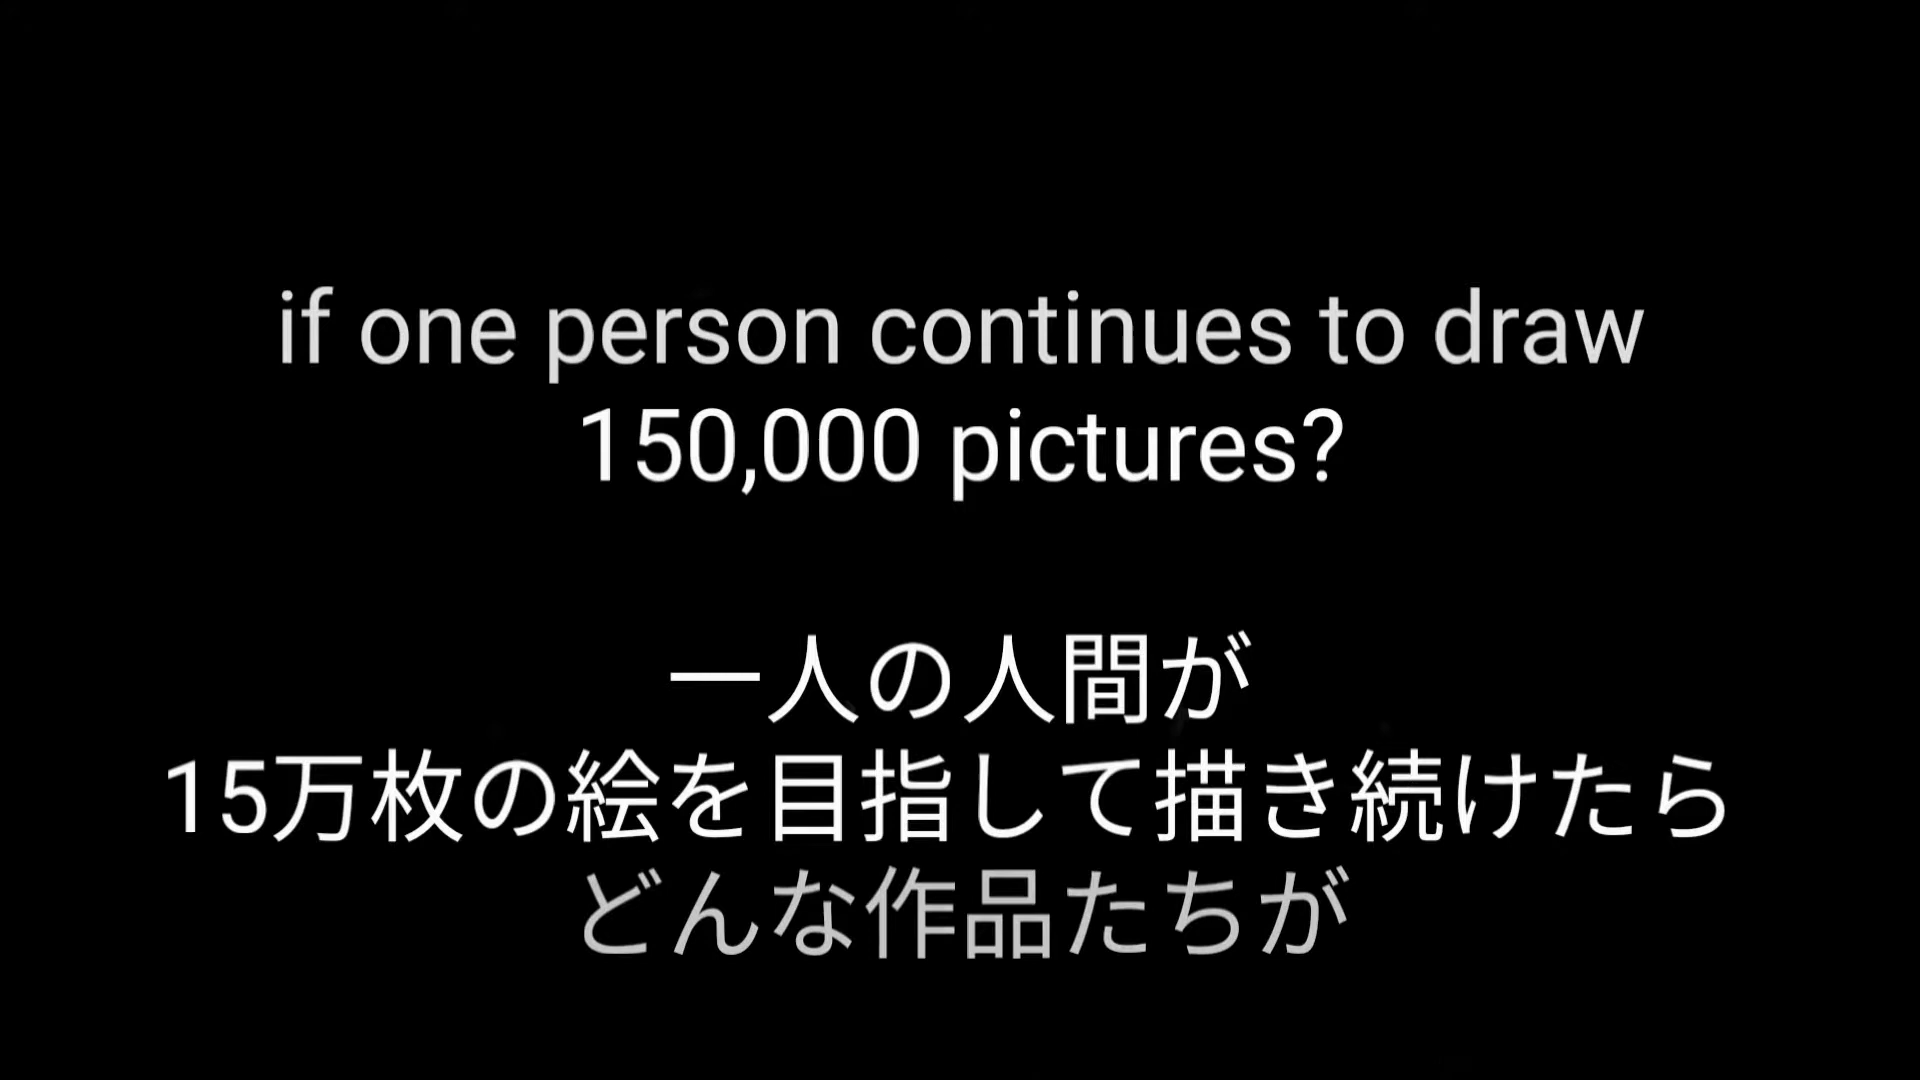 if one person continues to draw
150,000 pictures?
一人の人間が
15万枚の絵を目指して描き続けたら
どんな作品たちが